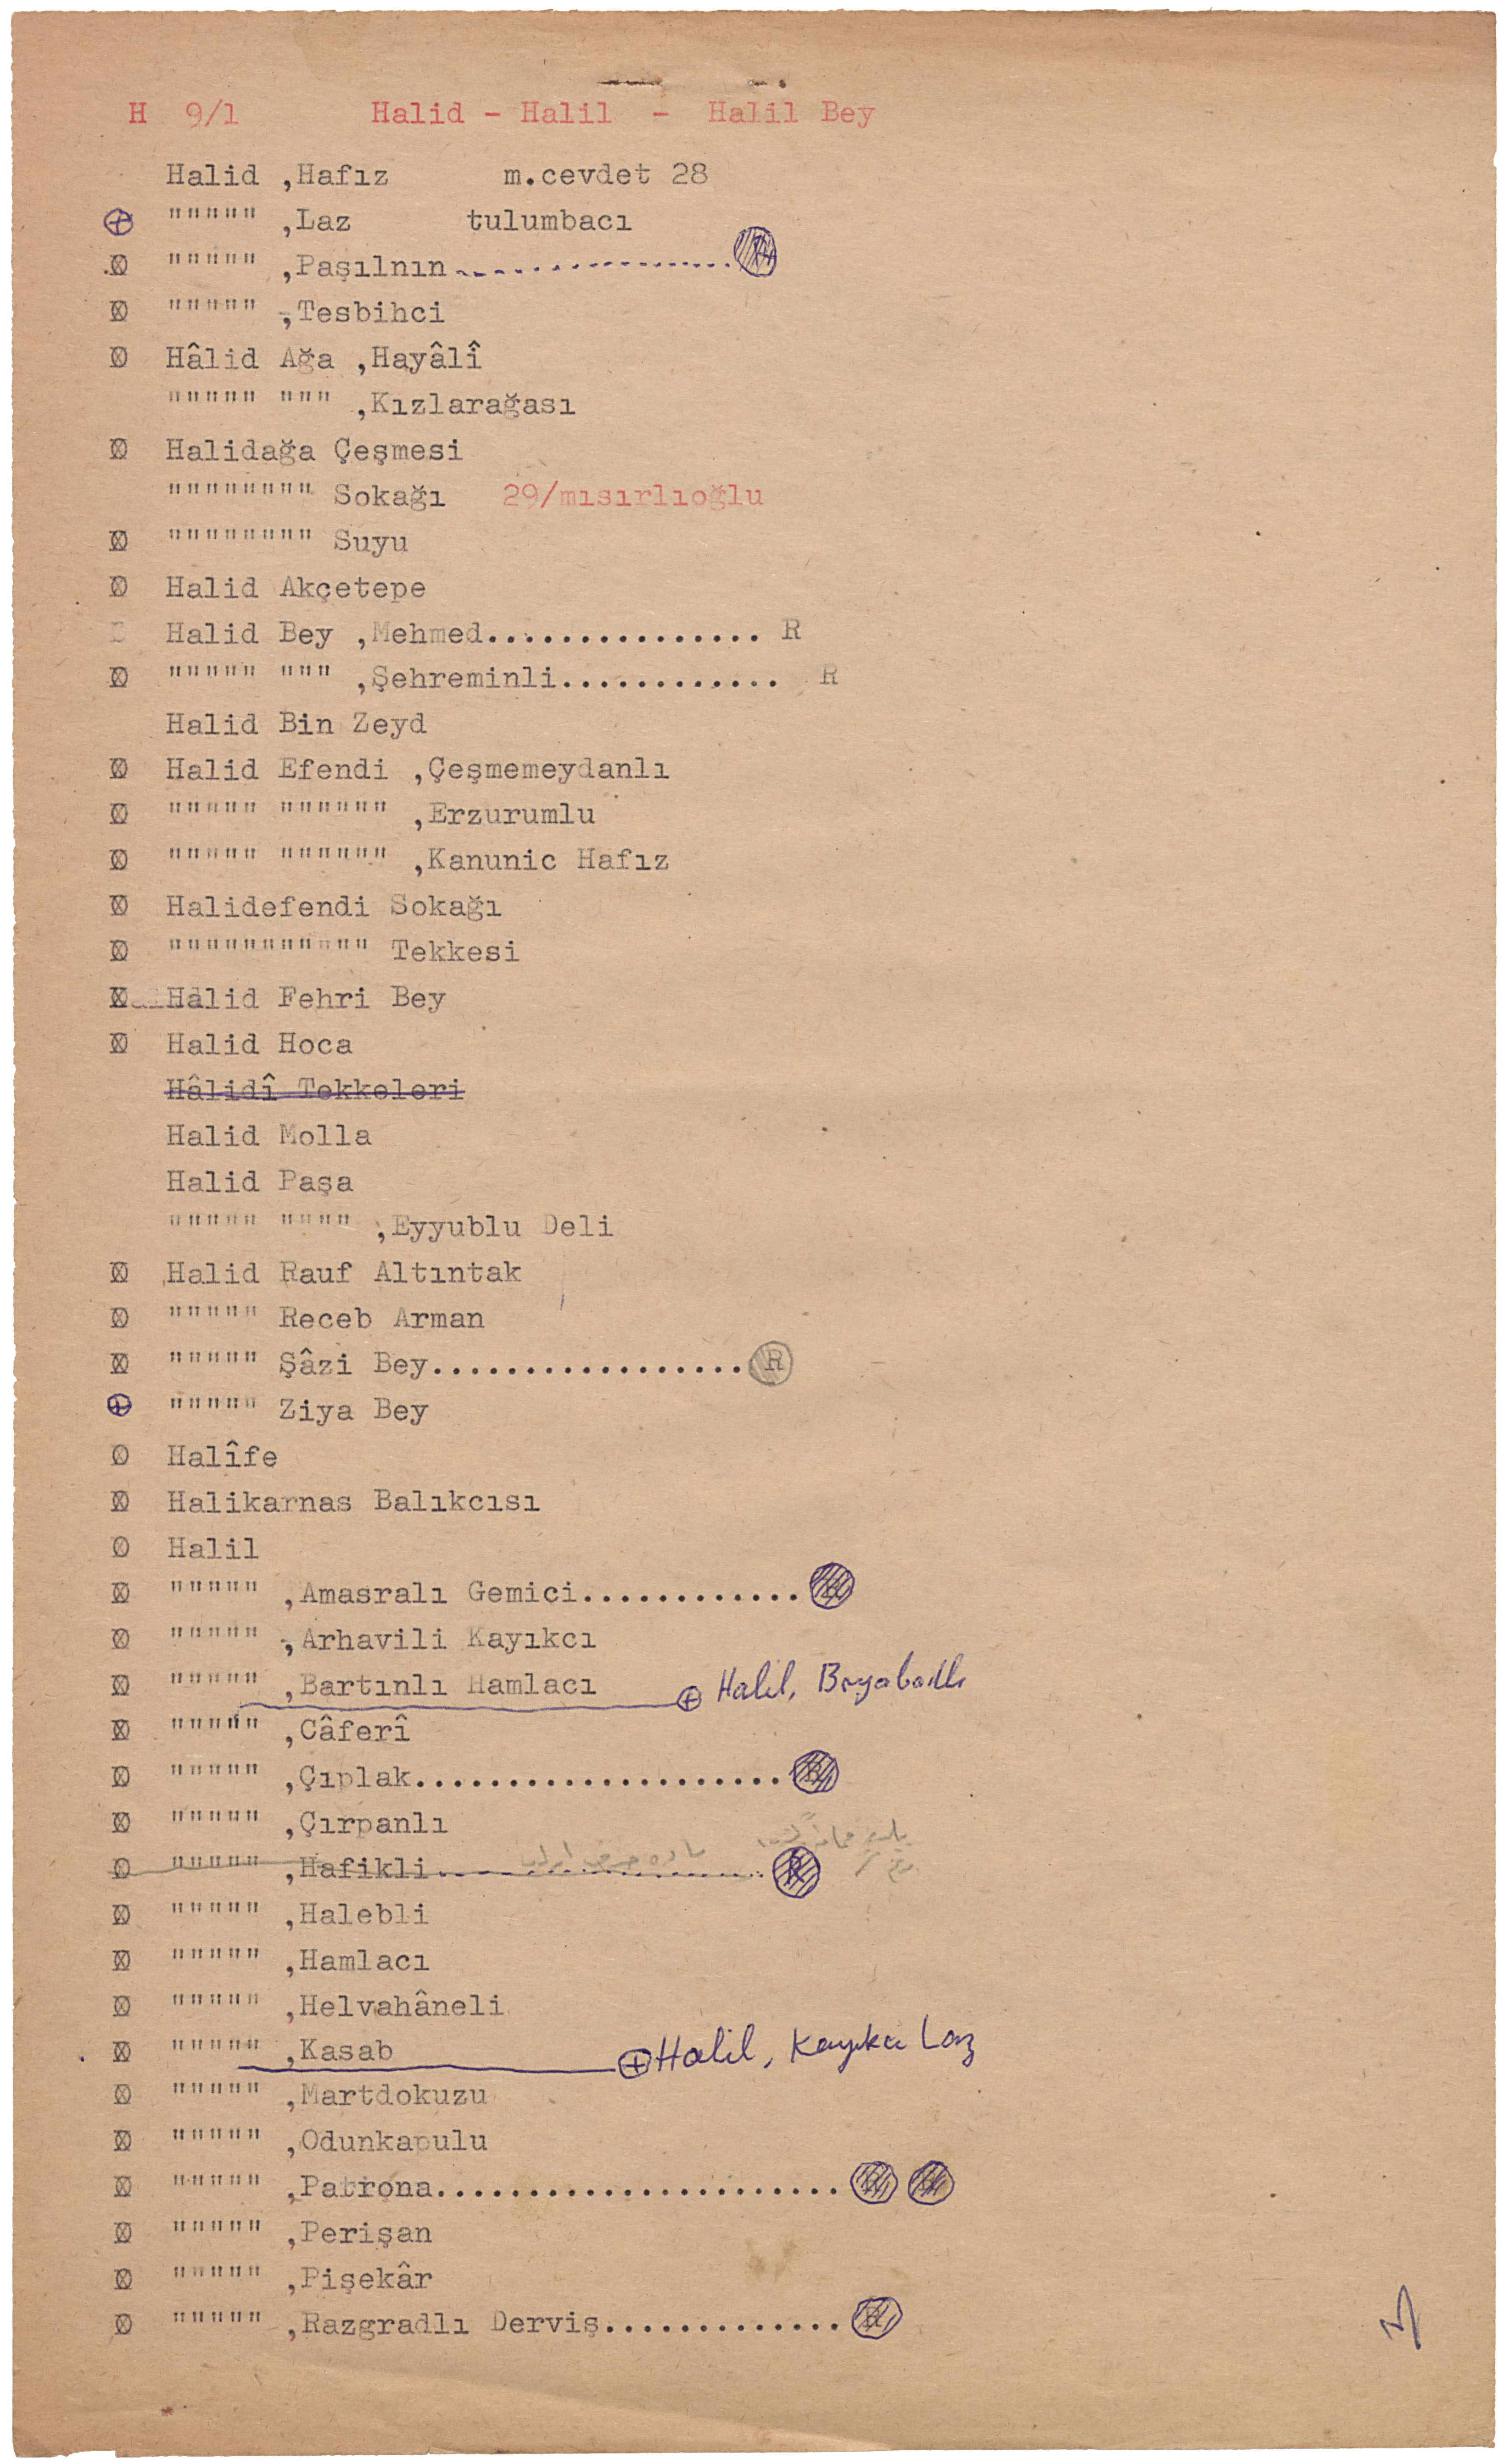 H 9/1 Halid - Halil - Halil Bey
Halid ,Hafız m.cevdet 28
""""" ,Laz tulumbacı
""""" ,Paşılnın
""""" ,Tesbihci
Hâlid Ağa ,Hayâlî
""""" """ ,Kızlarağası
Halidağa Çeşmesi
"""""""" Sokağı 29/mısırlıoğlu
"""""""" Suyu
Halid Akçetepe
Halid Bey ,Mehmed............... R
""""" """ ,Şehreminli............ R
Halid Bin Zeyd
Halid Efendi ,Çeşmemeydanlı
""""" """""" ,Erzurumlu
""""" """""" ,Kanunic Hafız
Halidefendi Sokağı
""""""""""" Tekkesi
Halid Fehri Bey
Halid Hoca
Hâlidî Tekkeleri
Halid Molla
Halid Paşa
""""" """" ,Eyyublu Deli
Halid Rauf Altıntak
""""" Receb Arman
""""" Şâzi Bey................. R
""""" Ziya Bey
Halîfe
Halikarnas Balıkcısı
Halil
""""" ,Amasralı Gemici............
""""" ,Arhavili Kayıkcı
""""" ,Bartınlı Hamlacı Halil, Boyabadlı
""""" ,Câferî
""""" ,Çıplak....................
""""" ,Çırpanlı
""""" ,Hafikli.................. R
""""" ,Halebli
""""" ,Hamlacı
""""" ,Helvahâneli
""""" ,Kasab Halil, Kayıkcı Laz
""""" ,Martdokuzu
""""" ,Odunkapulu
""""" ,Patrona......................
""""" ,Perişan
""""" ,Pişekâr
""""" ,Razgradlı Derviş............. R